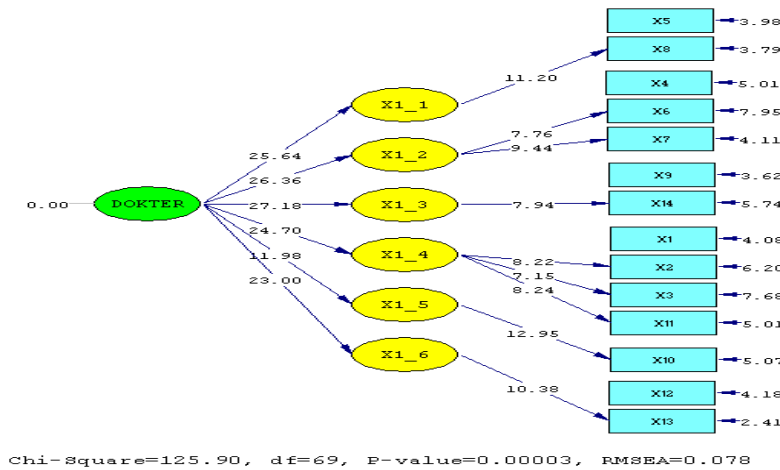 X5 3.98
X8 3.79
11.20
X4 5.01
X1_1
X6 7.95
7.76
X7 4.11
9.44
X1_2
25.64
26.36
X9 3.62
0.00 DOKTER 27.18 X1_3 7.94 X14 5.74
24.70
X1 4.08
11.98
X1_4 8.22 X2 6.20
7.15
23.00
8.24 X3 7.68
X1_5 X11 5.01
12.95
X10 5.07
X1_6
10.38 X12 4.18
X13 2.41
Chi-Square=125.90, df=69, P-value=0.00003, RMSEA=0.078